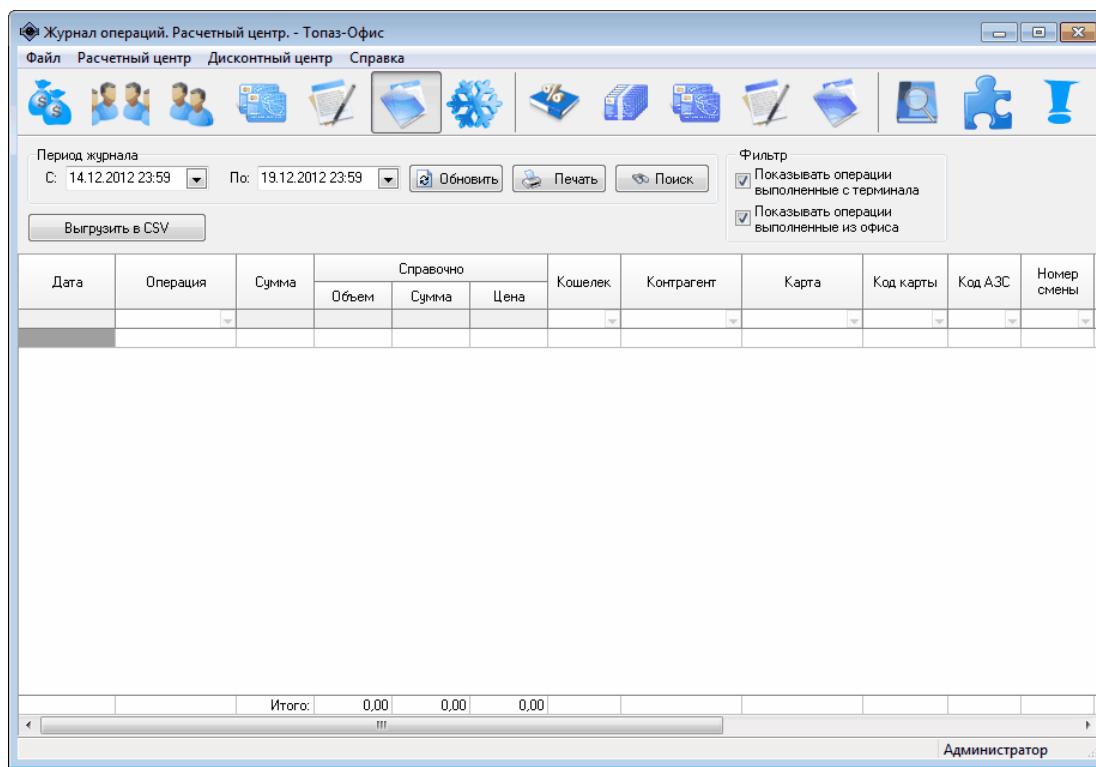 Журнал операций. Расчетный центр. - Топаз-Офис
Файл Расчетный центр Дисконтный центр Справка
Период журнала
С: 14.12.2012 23:59 По: 19.12.2012 23:59 Обновить Печать Поиск
Фильтр
Показывать операции
выполненные с терминала
Показывать операции
выполненные из офиса
Выгрузить в CSV
Дата Операция Сумма Справочно Кошелек Контрагент Карта Код карты Код АЗС Номер
смены
Объем Сумма Цена
Итого: 0,00 0,00 0,00
Администратор